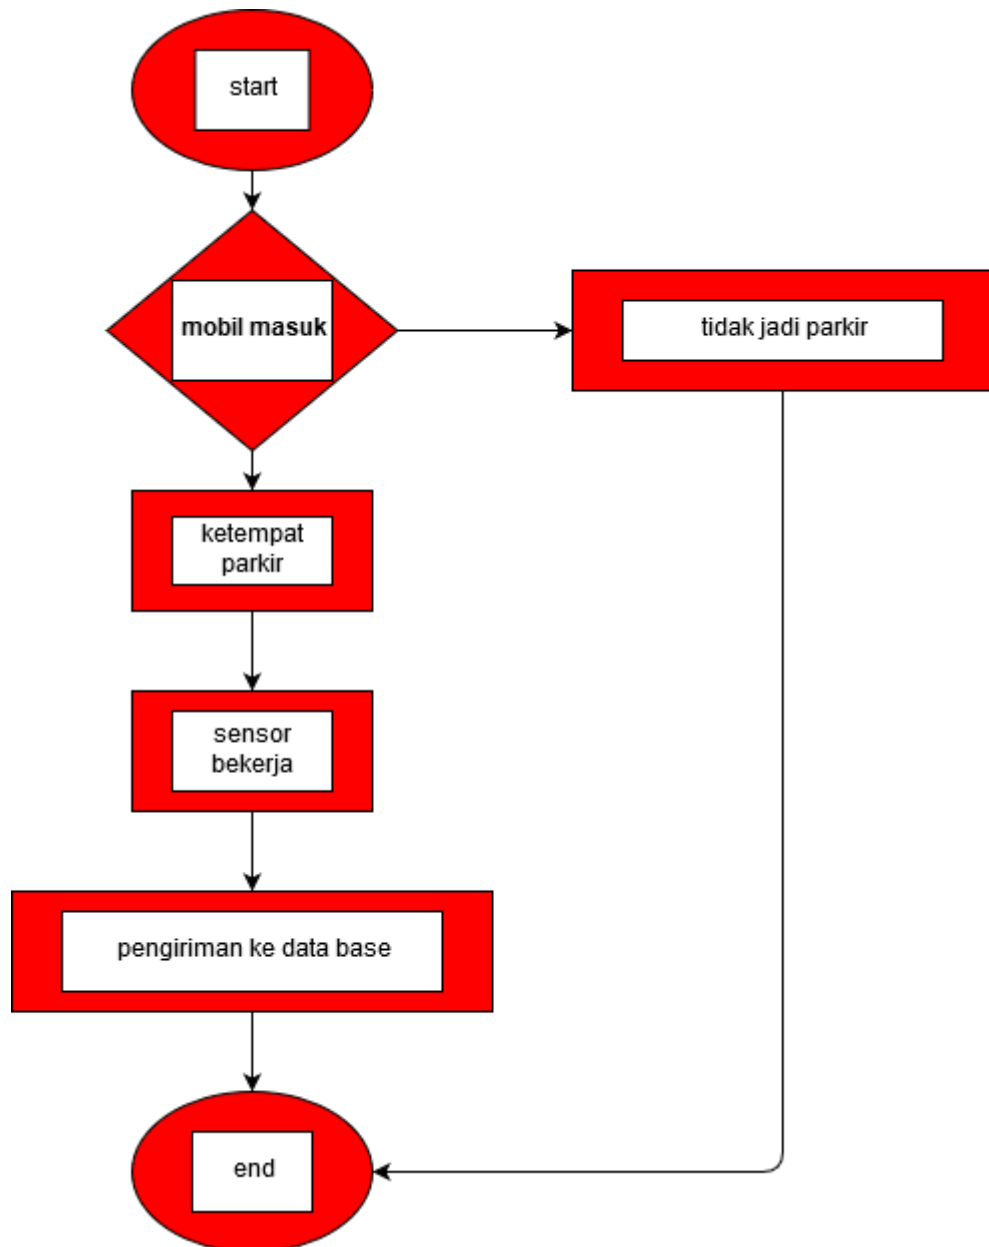 start
mobil masuk
tidak jadi parkir
ketempat
parkir
sensor
bekerja
pengiriman ke data base
end